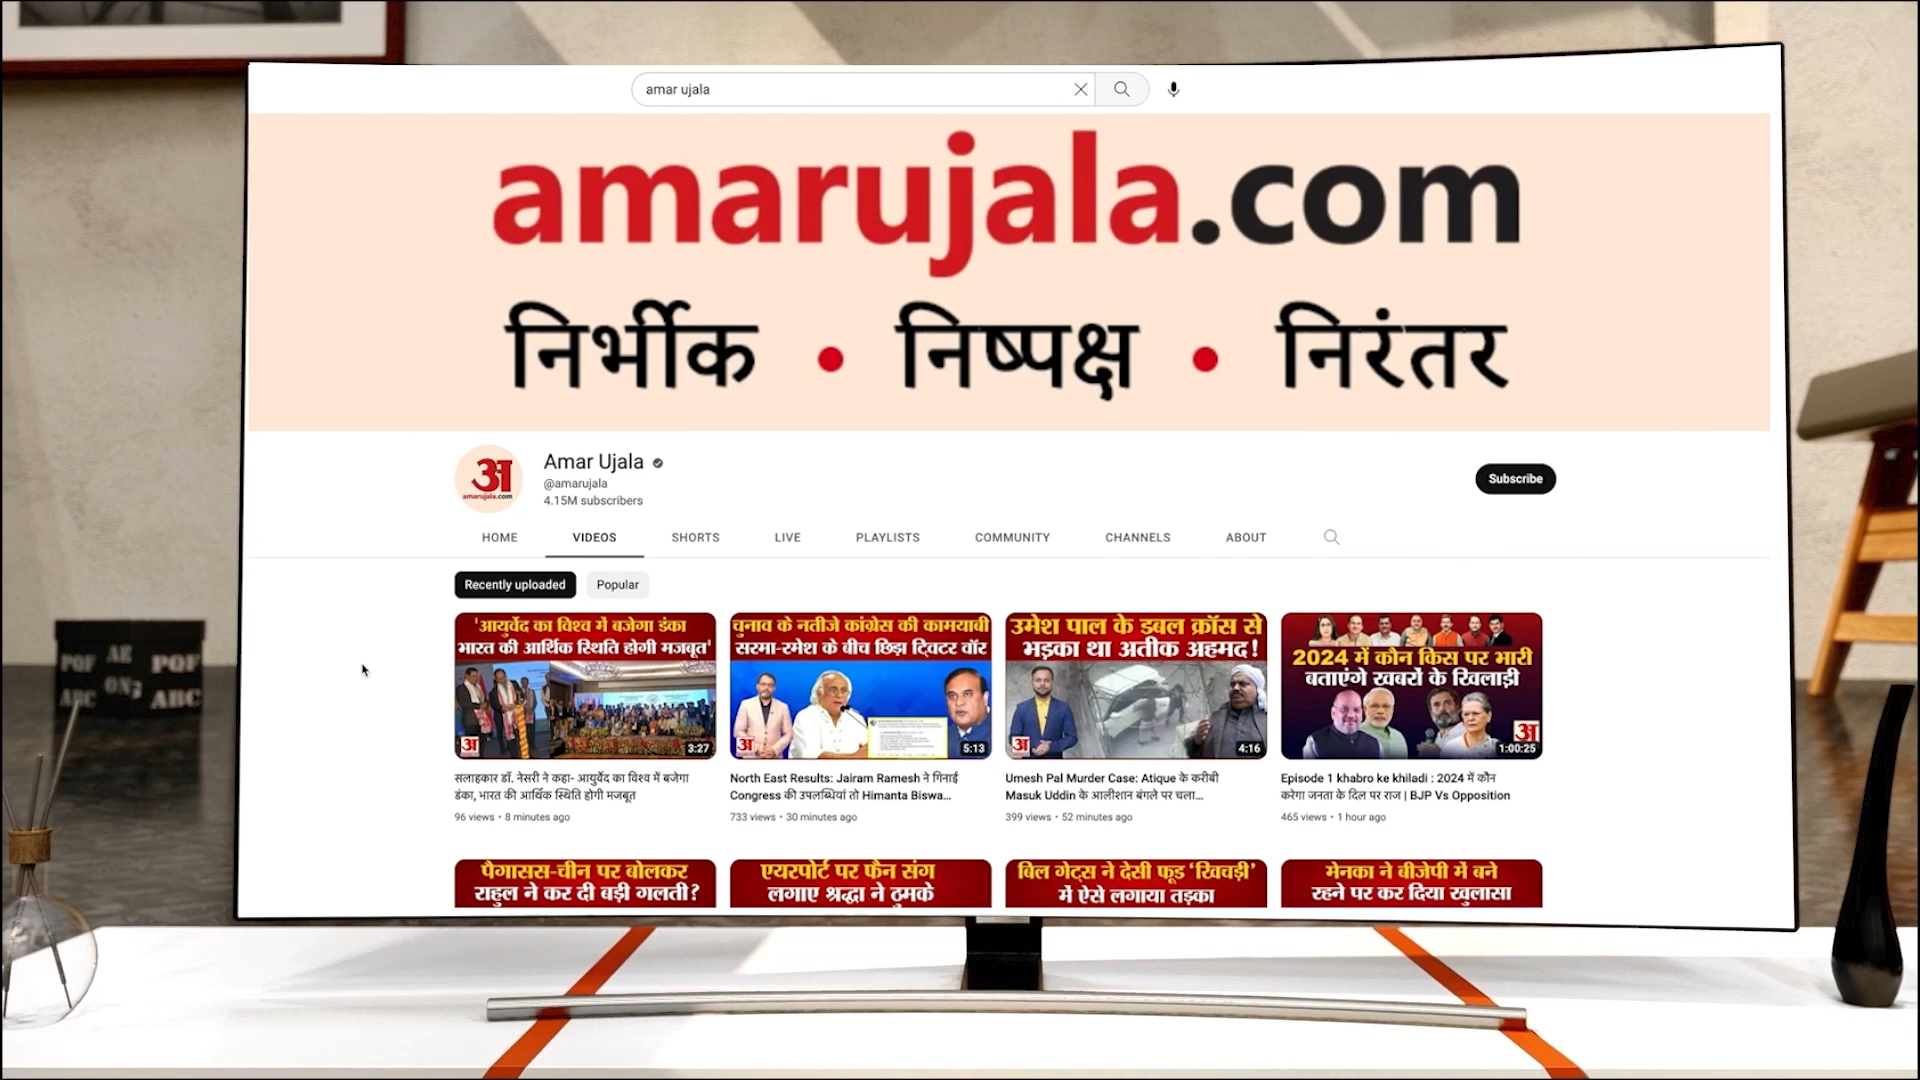 amar ujala
amarujala.com
निर्भीक • निष्पक्ष • निरंतर
अ
amarujala.com
Amar Ujala
@amarujala
4.15M subscribers
Subscribe
HOME VIDEOS SHORTS LIVE PLAYLISTS COMMUNITY CHANNELS ABOUT
Recently uploaded Popular
'आयुर्वेद का विश्व में बजेगा डंका
भारत की आर्थिक स्थिति होगी मजबूत'
अ
3:27
सलाहकार डॉ. नेसरी ने कहा- आयुर्वेद का विश्व में बजेगा
डंका, भारत की आर्थिक स्थिति होगी मजबूत
96 views • 8 minutes ago
चुनाव के नतीजे कांग्रेस की कामयाबी
सरमा-रमेश के बीच छिड़ा ट्विटर वॉर
अ
5:13
North East Results: Jairam Ramesh ने गिनाई
Congress की उपलब्धियां तो Himanta Biswa...
733 views • 30 minutes ago
उमेश पाल के डबल क्रॉस से
भड़का था अतीक अहमद!
अ
4:16
Umesh Pal Murder Case: Atique के करीबी
Masuk Uddin के आलीशान बंगले पर चला...
399 views • 52 minutes ago
2024 में कौन किस पर भारी
बताएंगे खबरों के खिलाड़ी
अ
1:00:25
Episode 1 khabro ke khiladi : 2024 में कौन
करेगा जनता के दिल पर राज | BJP Vs Opposition
465 views • 1 hour ago
पेगासस-चीन पर बोलकर
राहुल ने कर दी बड़ी गलती?
एयरपोर्ट पर फैन संग
लगाए श्रद्धा ने ठुमके
बिल गेट्स ने देसी फूड 'खिचड़ी'
में ऐसे लगाया तड़का
मेनका ने बीजेपी में बने
रहने पर कर दिया खुलासा